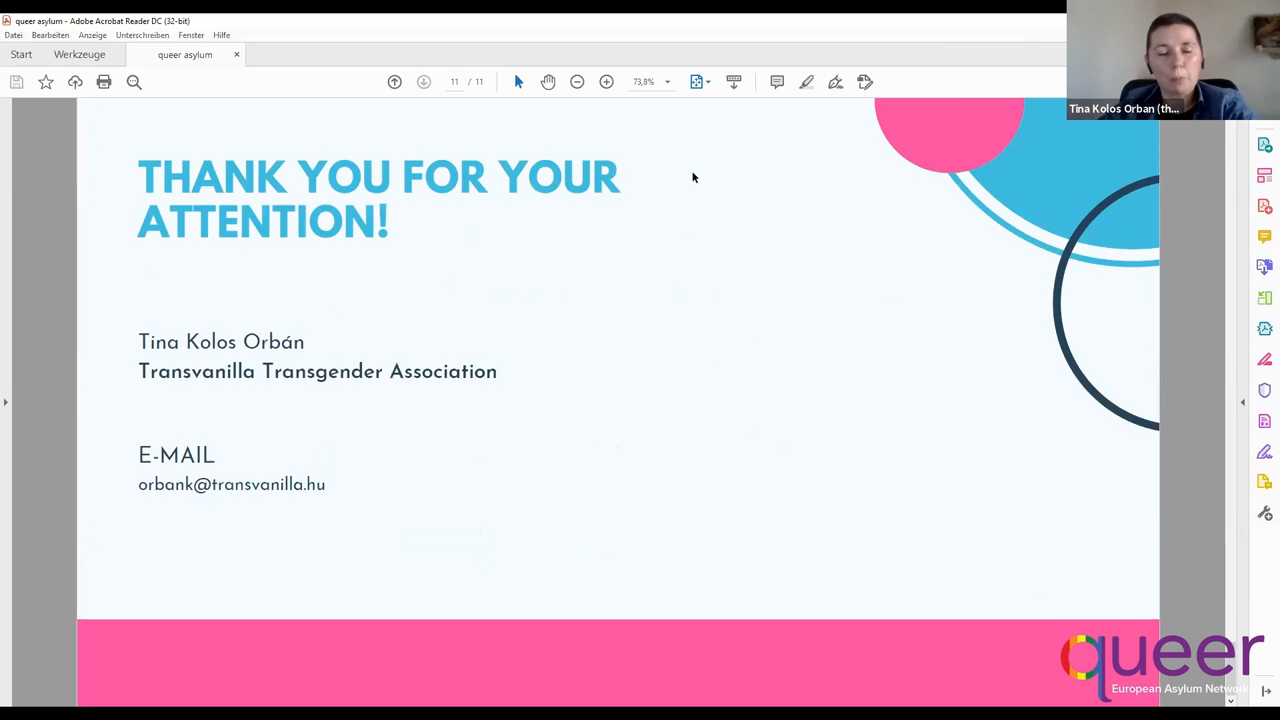 queer asylum - Adobe Acrobat Reader DC (32-bit)
Datei Bearbeiten Anzeige Unterschreiben Fenster Hilfe
Start Werkzeuge queer asylum ×
11 / 11 73,8%
Tina Kolos Orban (th...
THANK YOU FOR YOUR
ATTENTION!
Tina Kolos Orbán
Transvanilla Transgender Association
E-MAIL
orbank@transvanilla.hu
queer
European Asylum Network